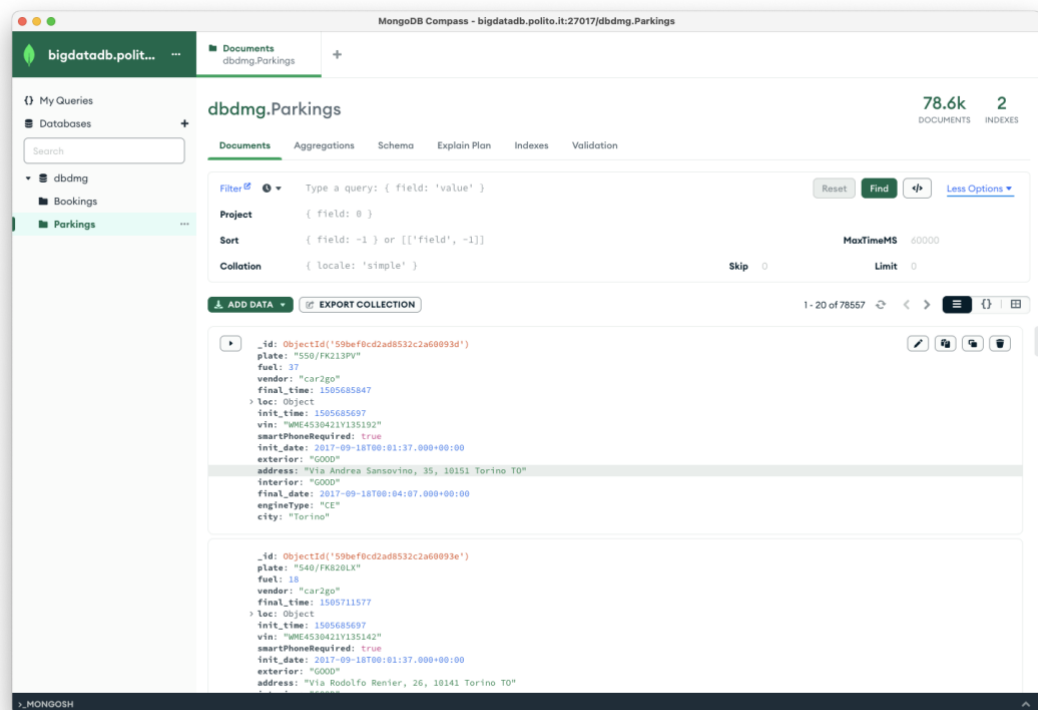 MongoDB Compass - bigdatadb.polito.it:27017/dbdmg.Parkings
bigdatadb.polit... ...
Documents
dbdmg.Parkings
+
{} My Queries
Databases +
Search
dbdmg
Bookings
Parkings ...
dbdmg.Parkings
78.6k 2
DOCUMENTS INDEXES
Documents Aggregations Schema Explain Plan Indexes Validation
Filter Type a query: { field: 'value' } Reset Find </> Less Options
Project { field: 0 }
Sort { field: -1 } or [['field', -1]] MaxTimeMS 60000
Collation { locale: 'simple' } Skip 0 Limit 0
ADD DATA EXPORT COLLECTION 1 - 20 of 78557 {}
_id: ObjectId('59bef0cd2ad8532c2a60093d')
plate: "550/FK213PV"
fuel: 37
vendor: "car2go"
final_time: 1505685847
> loc: Object
init_time: 1505685697
vin: "WME4530421Y135192"
smartPhoneRequired: true
init_date: 2017-09-18T00:01:37.000+00:00
exterior: "GOOD"
address: "Via Andrea Sansovino, 35, 10151 Torino TO"
interior: "GOOD"
final_date: 2017-09-18T00:04:07.000+00:00
engineType: "CE"
city: "Torino"
_id: ObjectId('59bef0cd2ad8532c2a60093e')
plate: "540/FK820LX"
fuel: 18
vendor: "car2go"
final_time: 1505711577
> loc: Object
init_time: 1505685697
vin: "WME4530421Y135142"
smartPhoneRequired: true
init_date: 2017-09-18T00:01:37.000+00:00
exterior: "GOOD"
address: "Via Rodolfo Renier, 26, 10141 Torino TO"
>_MONGOSH